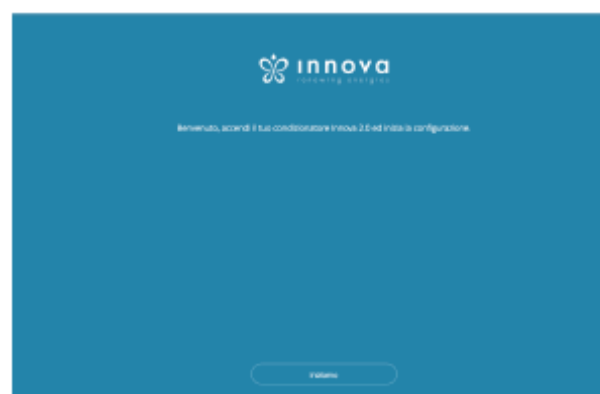 innova
renewing energies
Benvenuto, accendi il tuo condizionatore Innova 2.0 ed inizia la configurazione.
Iniziamo